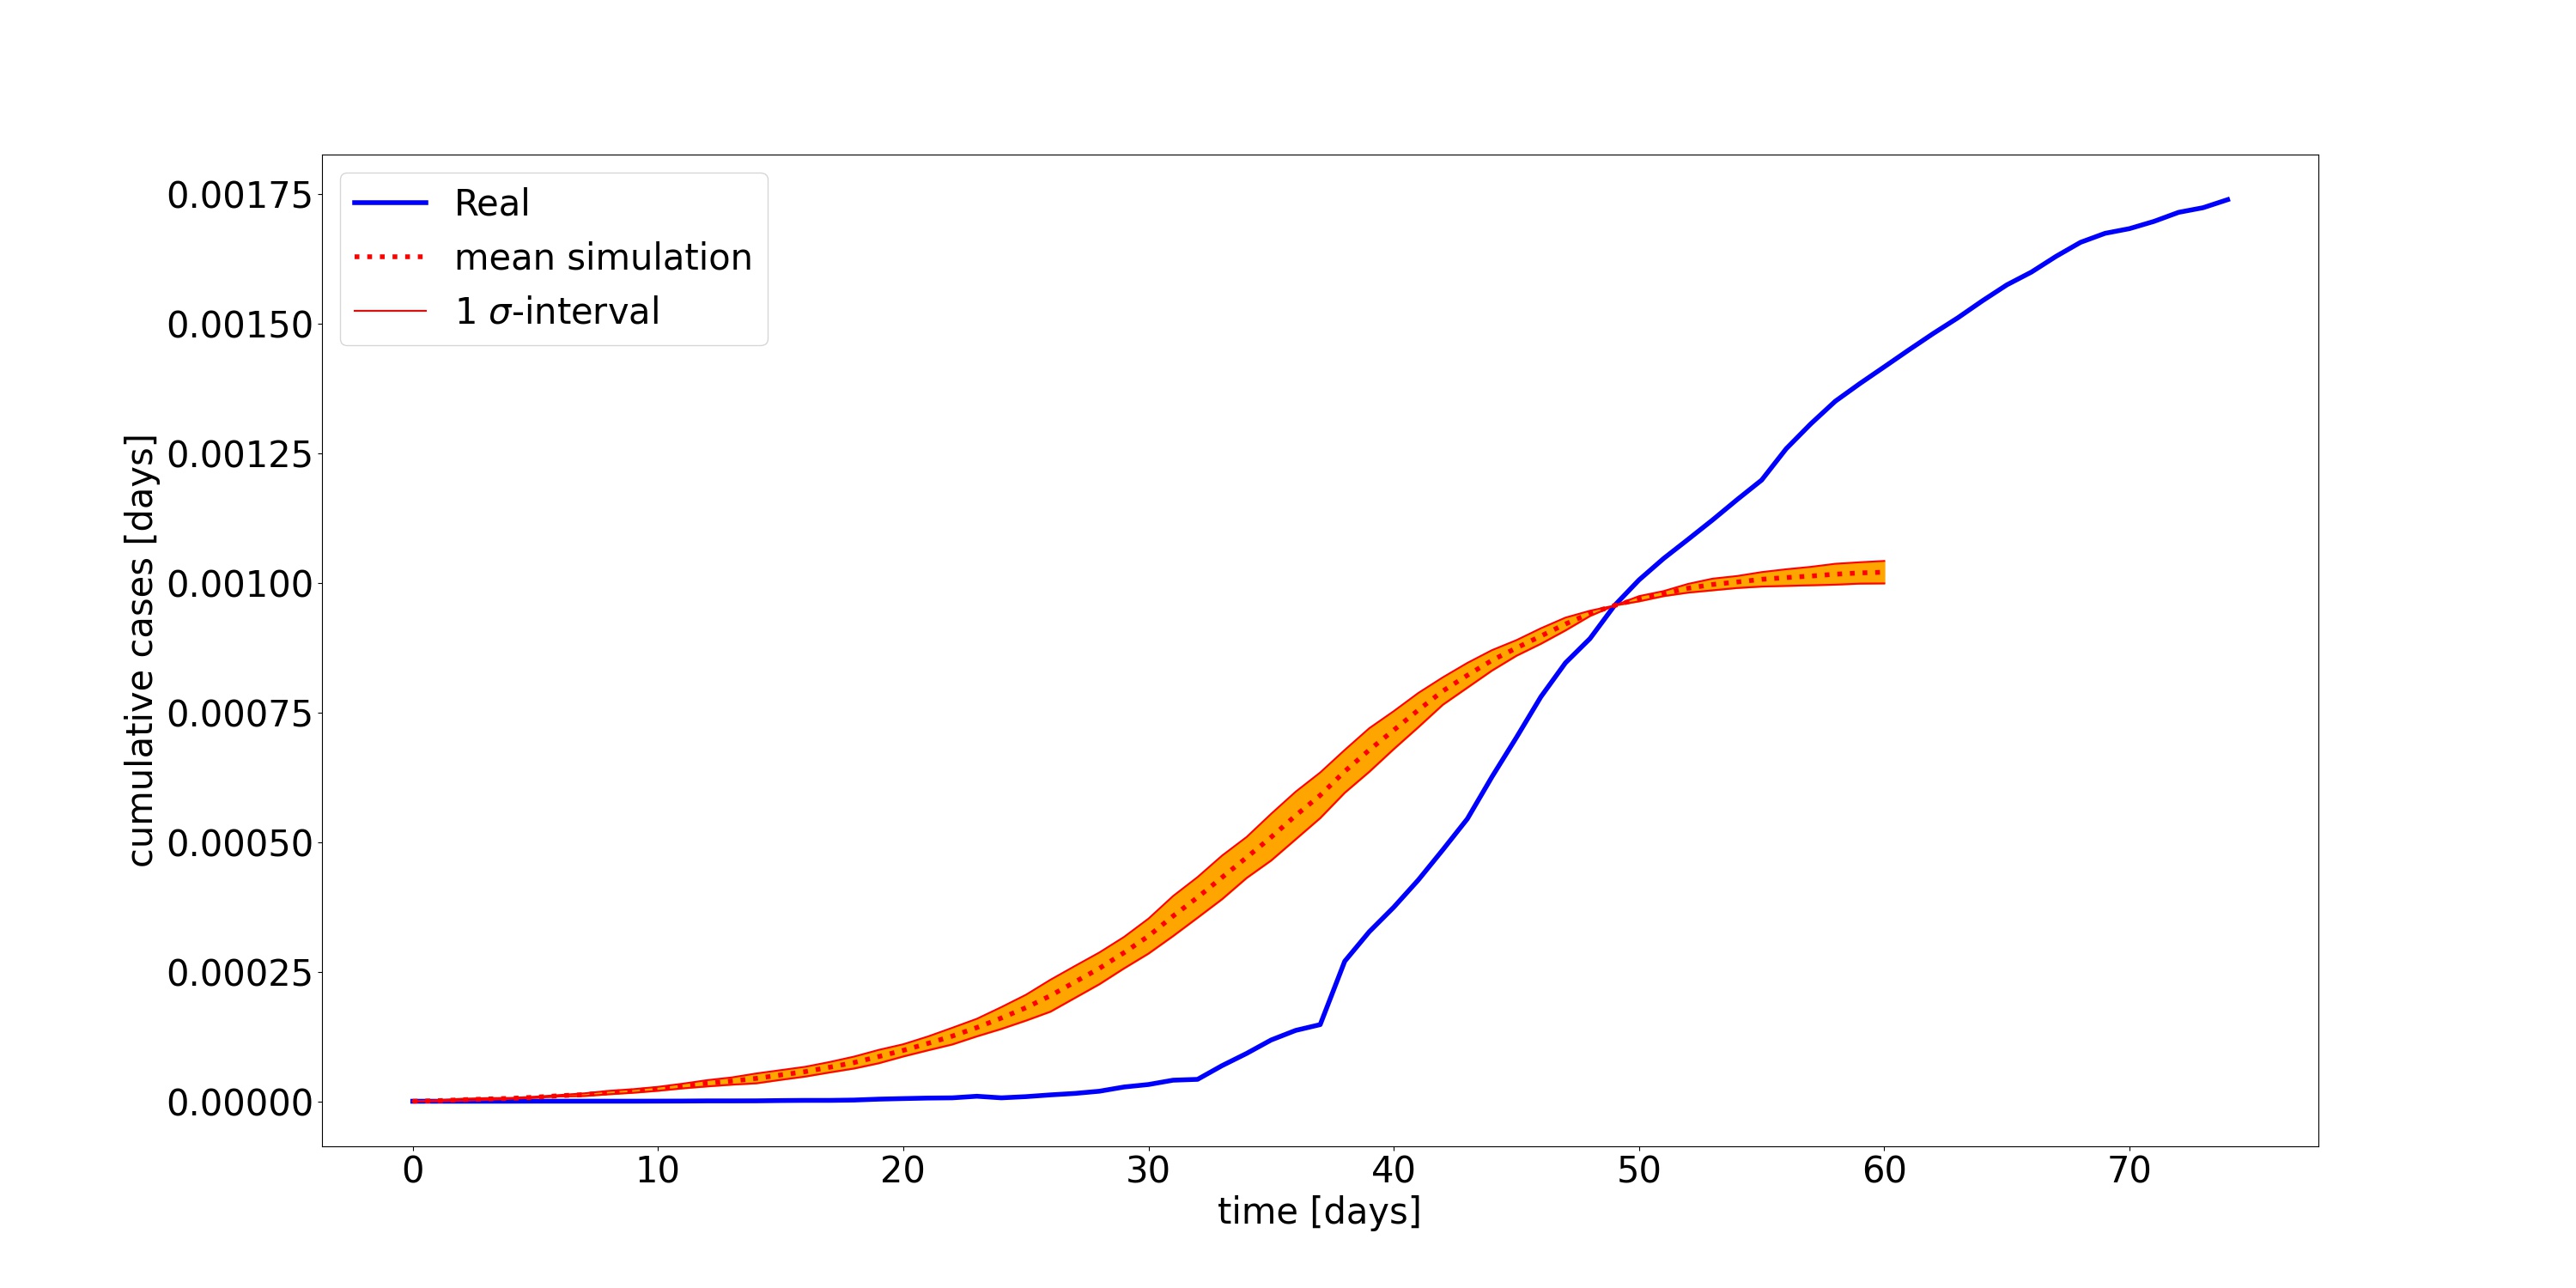 Real
mean simulation
1 σ-interval
0.00175
0.00150
0.00125
0.00100
0.00075
0.00050
0.00025
0.00000
cumulative cases [days]
0 10 20 30 40 50 60 70
time [days]